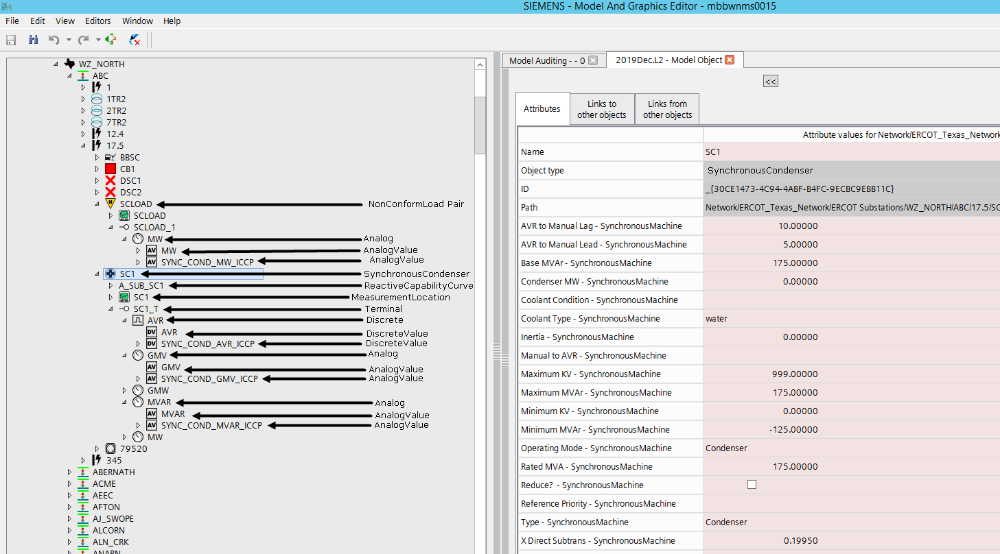 SIEMENS - Model And Graphics Editor - mbbwnms0015
File Edit View Editors Window Help
WZ_NORTH
ABC
1
1TR2
2TR2
7TR2
12.4
17.5
BBSC
CB1
DSC1
DSC2
SCLOAD NonConformLoad Pair
SCLOAD
SCLOAD_1
MW Analog
AV MW AnalogValue
AV SYNC_COND_MW_ICCP AnalogValue
SC1 SynchronousCondenser
A_SUB_SC1 ReactiveCapabilityCurve
SC1 MeasurementLocation
SC1_T Terminal
AVR Discrete
DV AVR DiscreteValue
DV SYNC_COND_AVR_ICCP DiscreteValue
GMV Analog
AV GMV AnalogValue
AV SYNC_COND_GMV_ICCP AnalogValue
GMW
MVAR Analog
AV MVAR AnalogValue
AV SYNC_COND_MVAR_ICCP AnalogValue
MW
79520
345
ABERNATH
ACME
AEEC
AFTON
AJ_SWOPE
ALCORN
ALN_CRK
ANARN
Model Auditing - - 0
2019Dec.L2 - Model Object
<<
Attributes
Links to
other objects
Links from
other objects
Attribute values for Network/ERCOT_Texas_Network
Name SC1
Object type SynchronousCondenser
ID _{30CE1473-4C94-4ABF-B4FC-9ECBC9EBB11C}
Path Network/ERCOT_Texas_Network/ERCOT Substations/WZ_NORTH/ABC/17.5/SC
AVR to Manual Lag - SynchronousMachine 10.00000
AVR to Manual Lead - SynchronousMachine 5.00000
Base MVAr - SynchronousMachine 175.00000
Condenser MW - SynchronousMachine 0.00000
Coolant Condition - SynchronousMachine
Coolant Type - SynchronousMachine water
Inertia - SynchronousMachine 0.00000
Manual to AVR - SynchronousMachine
Maximum KV - SynchronousMachine 999.00000
Maximum MVAr - SynchronousMachine 175.00000
Minimum KV - SynchronousMachine 0.00000
Minimum MVAr - SynchronousMachine -125.00000
Operating Mode - SynchronousMachine Condenser
Rated MVA - SynchronousMachine 175.00000
Reduce? - SynchronousMachine
Reference Priority - SynchronousMachine
Type - SynchronousMachine Condenser
X Direct Subtrans - SynchronousMachine 0.19950